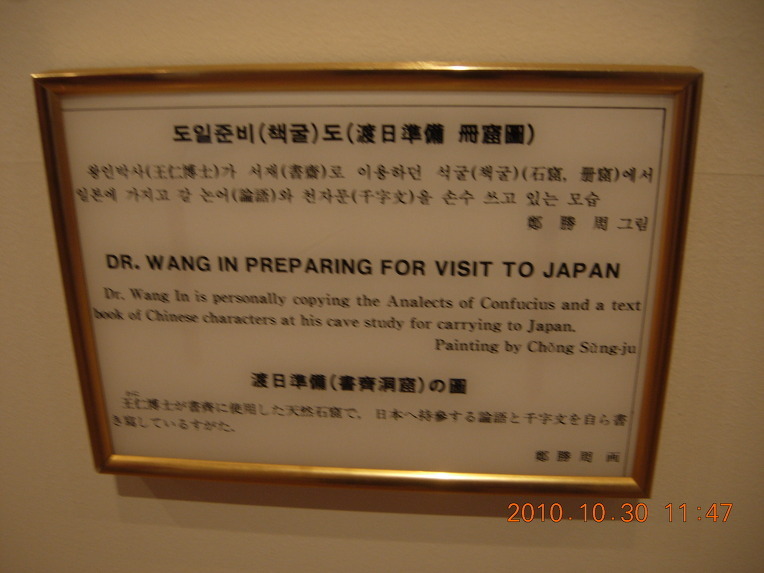 도일준비(책굴)도(渡日準備 冊窟圖)
왕인박사(王仁博士)가 서재(書齋)로 이용하던 석굴(책굴)(石窟, 册窟)에서
일본에 가지고 갈 논어(論語)와 천자문(千字文)을 손수 쓰고 있는 모습
鄭 勝 周 그림
DR. WANG IN PREPARING FOR VISIT TO JAPAN
Dr. Wang In is personally copying the Analects of Confucius and a text
book of Chinese characters at his cave study for carrying to Japan.
Painting by Chŏng Sŭng-ju
渡日準備(書齊洞窟)の圖
王仁博士が書齊に使用した天然石窟で、日本へ持參する論語と千字文を自ら書
き寫しているすがた。
鄭 勝 周 画
2010.10.30 11:47